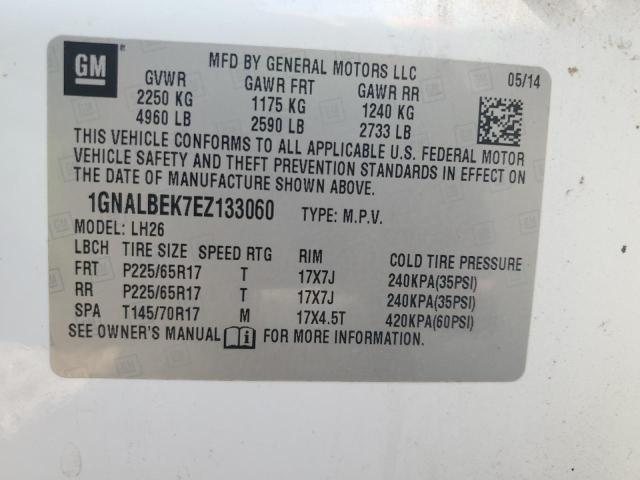 GM
MFD BY GENERAL MOTORS LLC
05/14
GVWR GAWR FRT GAWR RR
2250 KG 1175 KG 1240 KG
4960 LB 2590 LB 2733 LB
THIS VEHICLE CONFORMS TO ALL APPLICABLE U.S. FEDERAL MOTOR
VEHICLE SAFETY AND THEFT PREVENTION STANDARDS IN EFFECT ON
THE DATE OF MANUFACTURE SHOWN ABOVE.
1GNALBEK7EZ133060 TYPE: M.P.V.
MODEL: LH26
LBCH TIRE SIZE SPEED RTG RIM COLD TIRE PRESSURE
FRT P225/65R17 T 17X7J 240KPA(35PSI)
RR P225/65R17 T 17X7J 240KPA(35PSI)
SPA T145/70R17 M 17X4.5T 420KPA(60PSI)
SEE OWNER'S MANUAL FOR MORE INFORMATION.